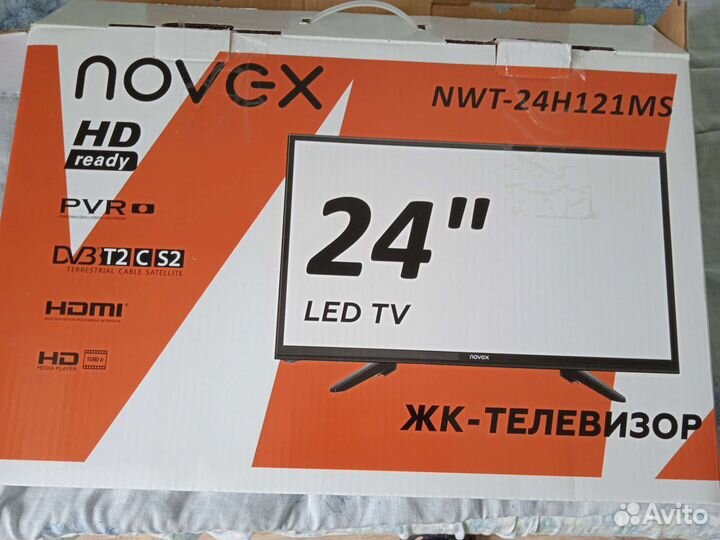 novex
NWT-24H121MS
HD
ready
PVR
DVB T2 C S2
TERRESTRIAL CABLE SATELLITE
HDMI
HD
MEDIA PLAYER
1080 p
24"
LED TV
novex
ЖК-ТЕЛЕВИЗОР
Avito